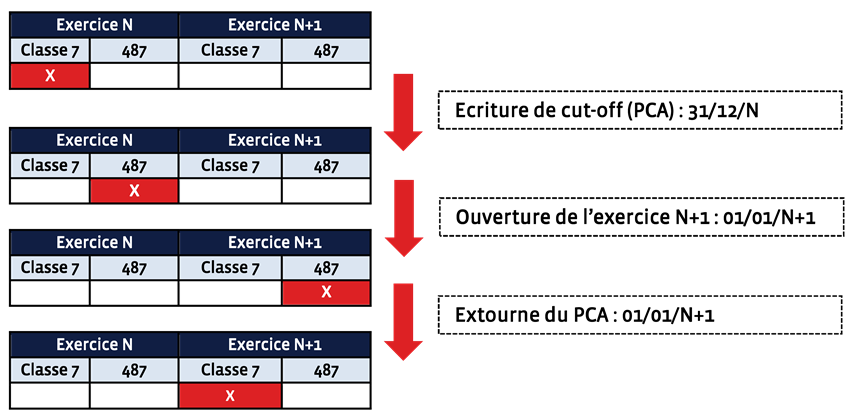 Exercice N Exercice N+1
Classe 7 487 Classe 7 487
X
Ecriture de cut-off (PCA) : 31/12/N
Exercice N Exercice N+1
Classe 7 487 Classe 7 487
X
Ouverture de l’exercice N+1 : 01/01/N+1
Exercice N Exercice N+1
Classe 7 487 Classe 7 487
X
Extourne du PCA : 01/01/N+1
Exercice N Exercice N+1
Classe 7 487 Classe 7 487
X